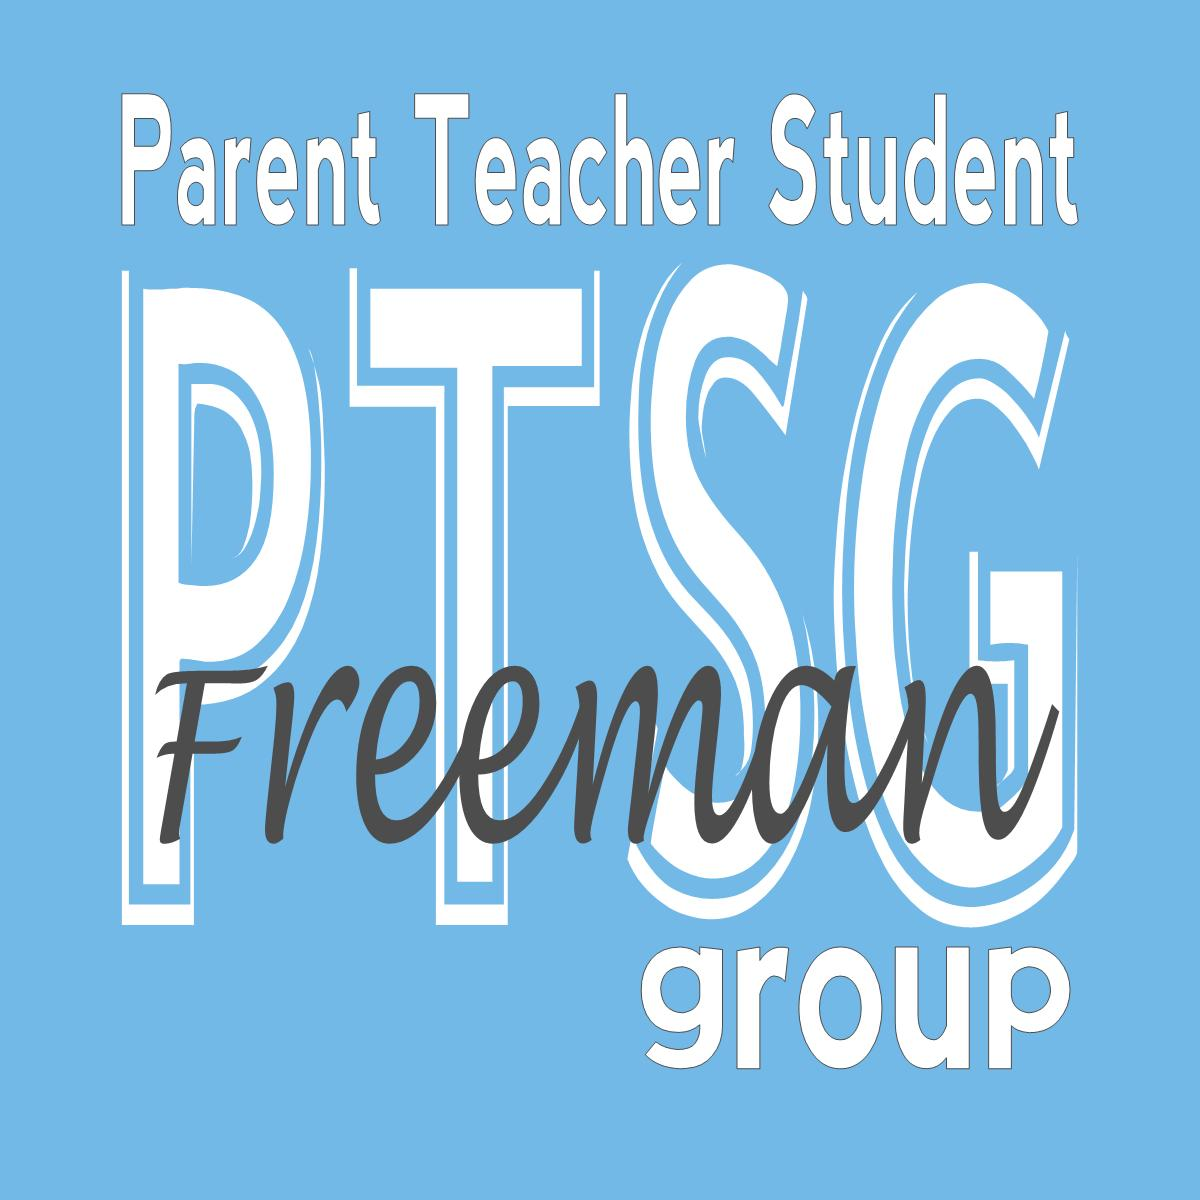 Parent Teacher Student
PTSG
Freeman
group